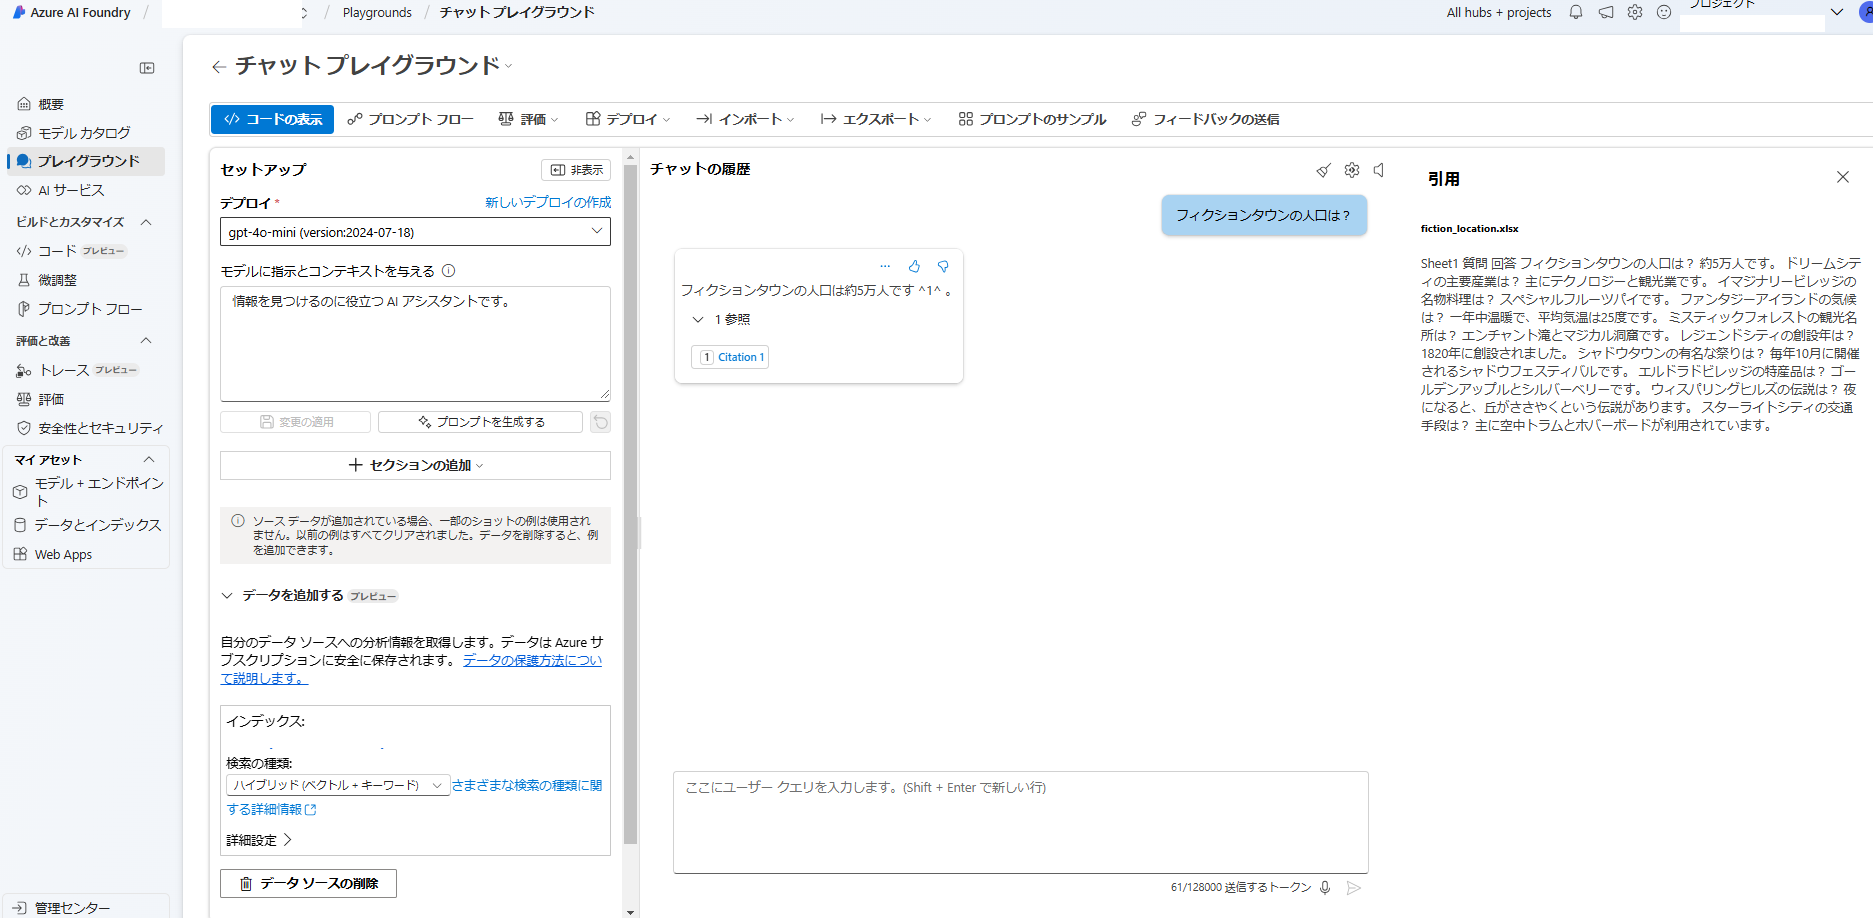 Azure AI Foundry / / Playgrounds / チャット プレイグラウンド
All hubs + projects
プロジェクト
概要
モデル カタログ
プレイグラウンド
AI サービス
ビルドとカスタマイズ
コード プレビュー
微調整
プロンプト フロー
評価と改善
トレース プレビュー
評価
安全性とセキュリティ
マイ アセット
モデル + エンドポイン
ト
データとインデックス
Web Apps
管理センター
チャット プレイグラウンド
コードの表示
プロンプト フロー
評価
デプロイ
インポート
エクスポート
プロンプトのサンプル
フィードバックの送信
セットアップ
非表示
デプロイ *
新しいデプロイの作成
gpt-4o-mini (version:2024-07-18)
モデルに指示とコンテキストを与える
情報を見つけるのに役立つ AI アシスタントです。
変更の適用
プロンプトを生成する
セクションの追加
ソース データが追加されている場合、一部のショットの例は使用され
ません。以前の例はすべてクリアされました。データを削除すると、例
を追加できます。
データを追加する プレビュー
自分のデータ ソースへの分析情報を取得します。データは Azure サ
ブスクリプションに安全に保存されます。 データの保護方法につい
て説明します。
インデックス:
検索の種類:
ハイブリッド (ベクトル + キーワード) さまざまな検索の種類に関
する詳細情報
詳細設定
データ ソースの削除
チャットの履歴
フィクションタウンの人口は？
フィクションタウンの人口は約5万人です ^1^ 。
1 参照
1 Citation 1
ここにユーザー クエリを入力します。(Shift + Enter で新しい行)
61/128000 送信するトークン
引用
fiction_location.xlsx
Sheet1 質問 回答 フィクションタウンの人口は？ 約5万人です。 ドリームシテ
ィの主要産業は？ 主にテクノロジーと観光業です。 イマジナリービレッジの
名物料理は？ スペシャルフルーツパイです。 ファンタジーアイランドの気候
は？ 一年中温暖で、平均気温は25度です。 ミスティックフォレストの観光名
所は？ エンチャント滝とマジカル洞窟です。 レジェンドシティの創設年は？
1820年に創設されました。 シャドウタウンの有名な祭りは？ 毎年10月に開催
されるシャドウフェスティバルです。 エルドラドビレッジの特産品は？ ゴー
ルデンアップルとシルバーベリーです。 ウィスパリングヒルズの伝説は？ 夜
になると、丘がささやくという伝説があります。 スターライトシティの交通
手段は？ 主に空中トラムとホバーボードが利用されています。